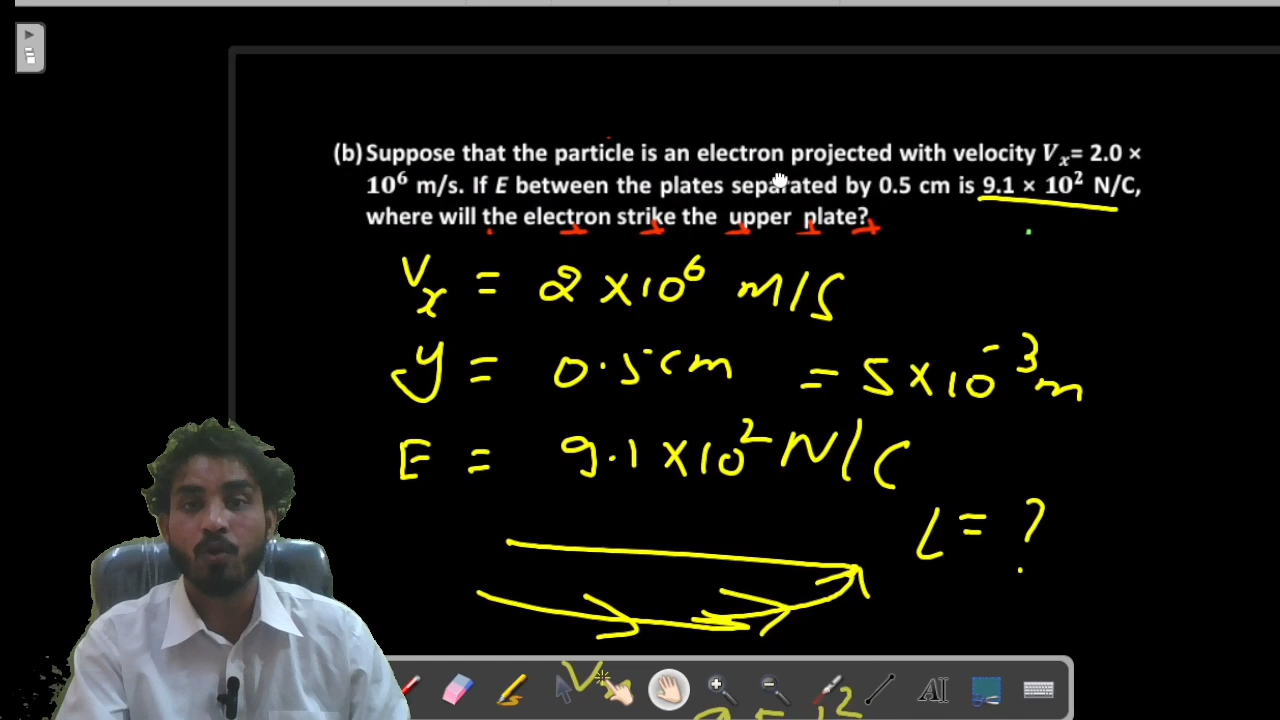 (b) Suppose that the particle is an electron projected with velocity Vₓ= 2.0 ×
10⁶ m/s. If E between the plates separated by 0.5 cm is 9.1 × 10² N/C,
where will the electron strike the upper plate?
Vₓ = 2 × 10⁶ m/s
y = 0.5 cm = 5 × 10⁻³ m
E = 9.1 × 10² N/C
L = ?
AI